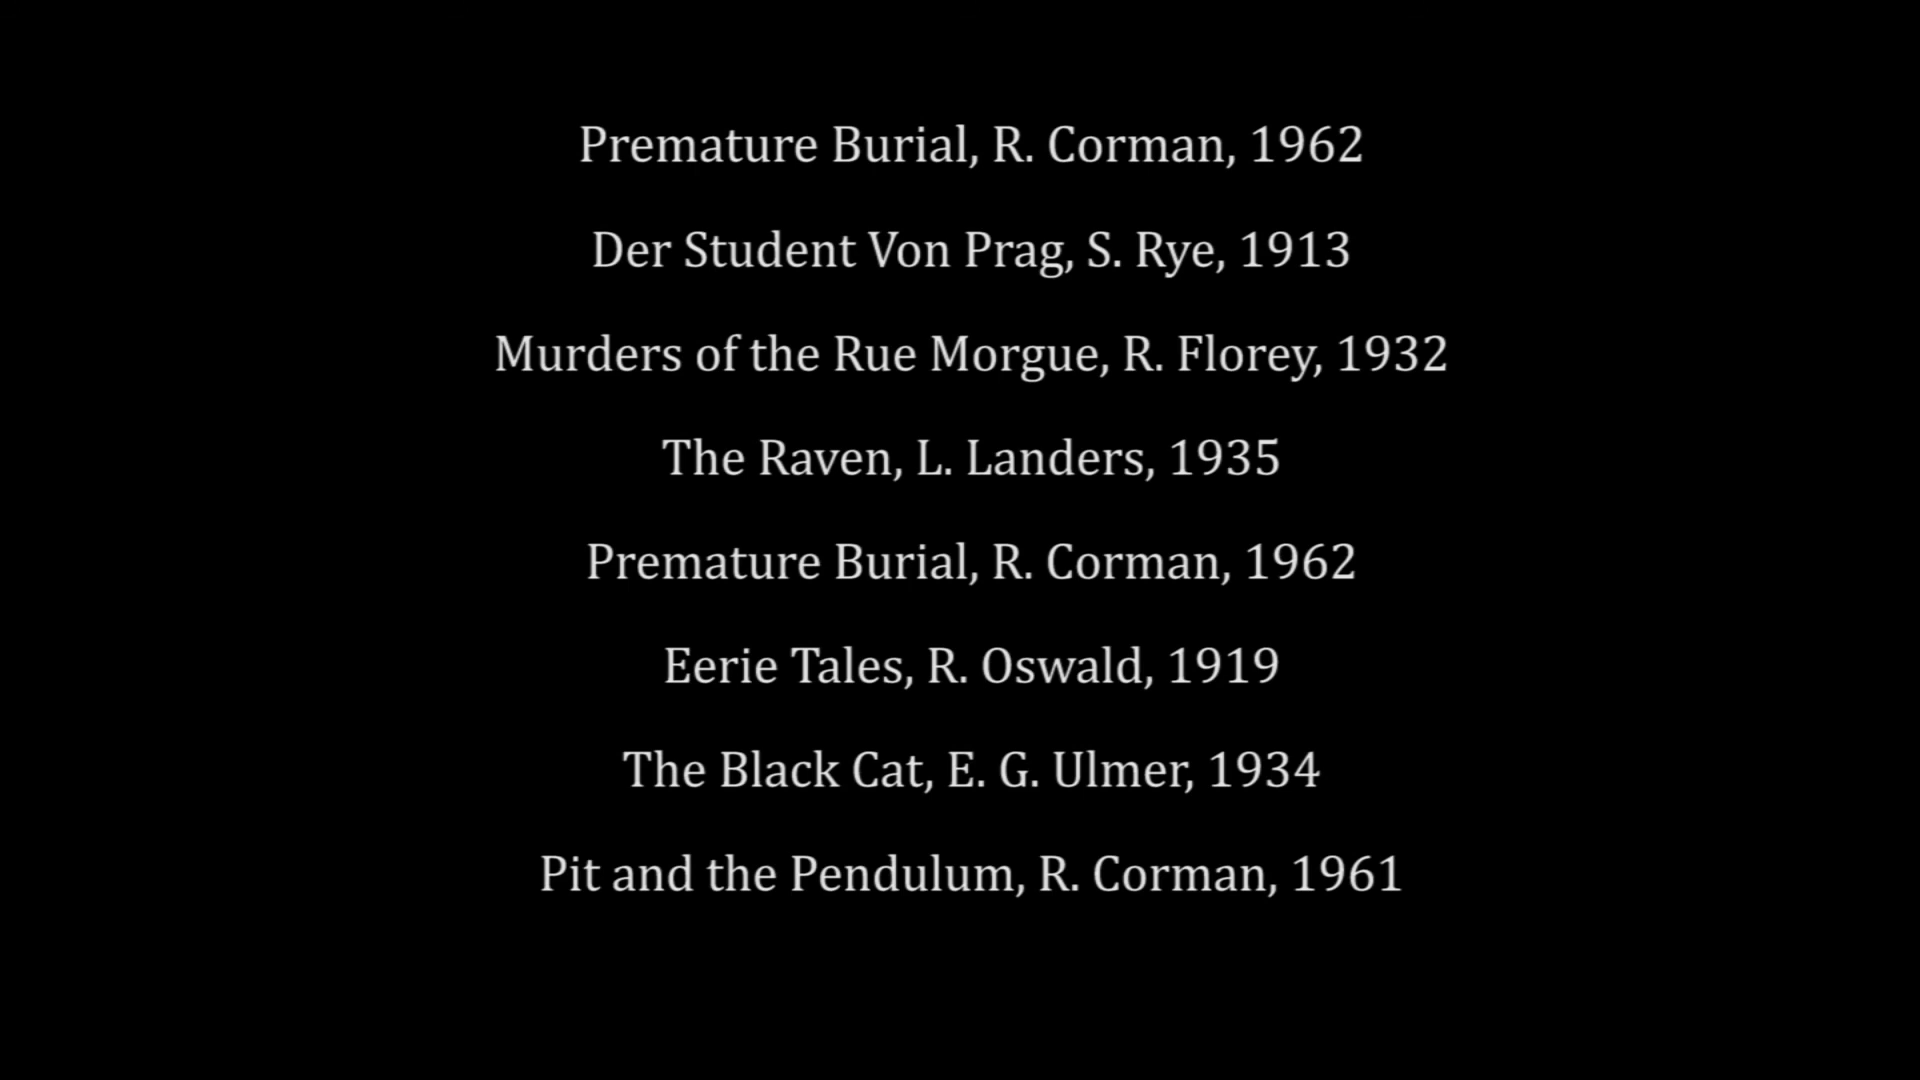 Premature Burial, R. Corman, 1962
Der Student Von Prag, S. Rye, 1913
Murders of the Rue Morgue, R. Florey, 1932
The Raven, L. Landers, 1935
Premature Burial, R. Corman, 1962
Eerie Tales, R. Oswald, 1919
The Black Cat, E. G. Ulmer, 1934
Pit and the Pendulum, R. Corman, 1961